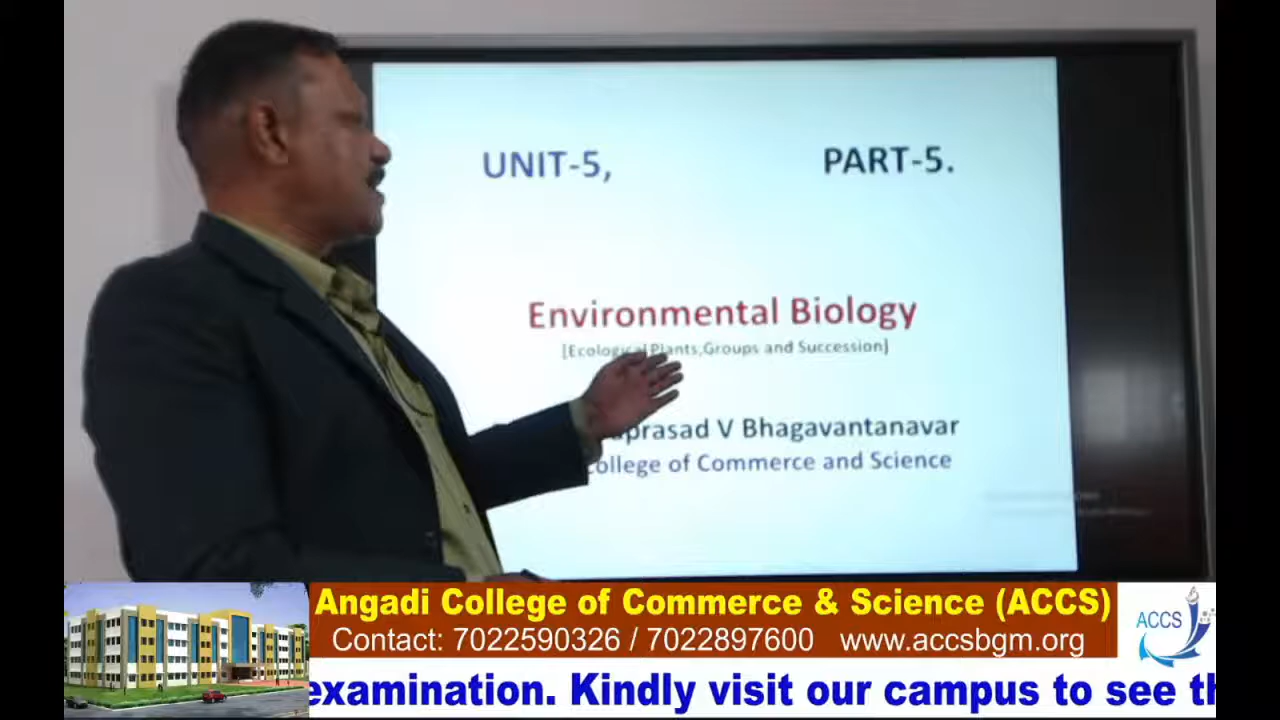 UNIT-5, PART-5.
Environmental Biology
[Ecological Plants,Groups and Succession]
prasad V Bhagavantanavar
College of Commerce and Science
Angadi College of Commerce & Science (ACCS)
Contact: 7022590326 / 7022897600 www.accsbgm.org
ACCS
examination. Kindly visit our campus to see th